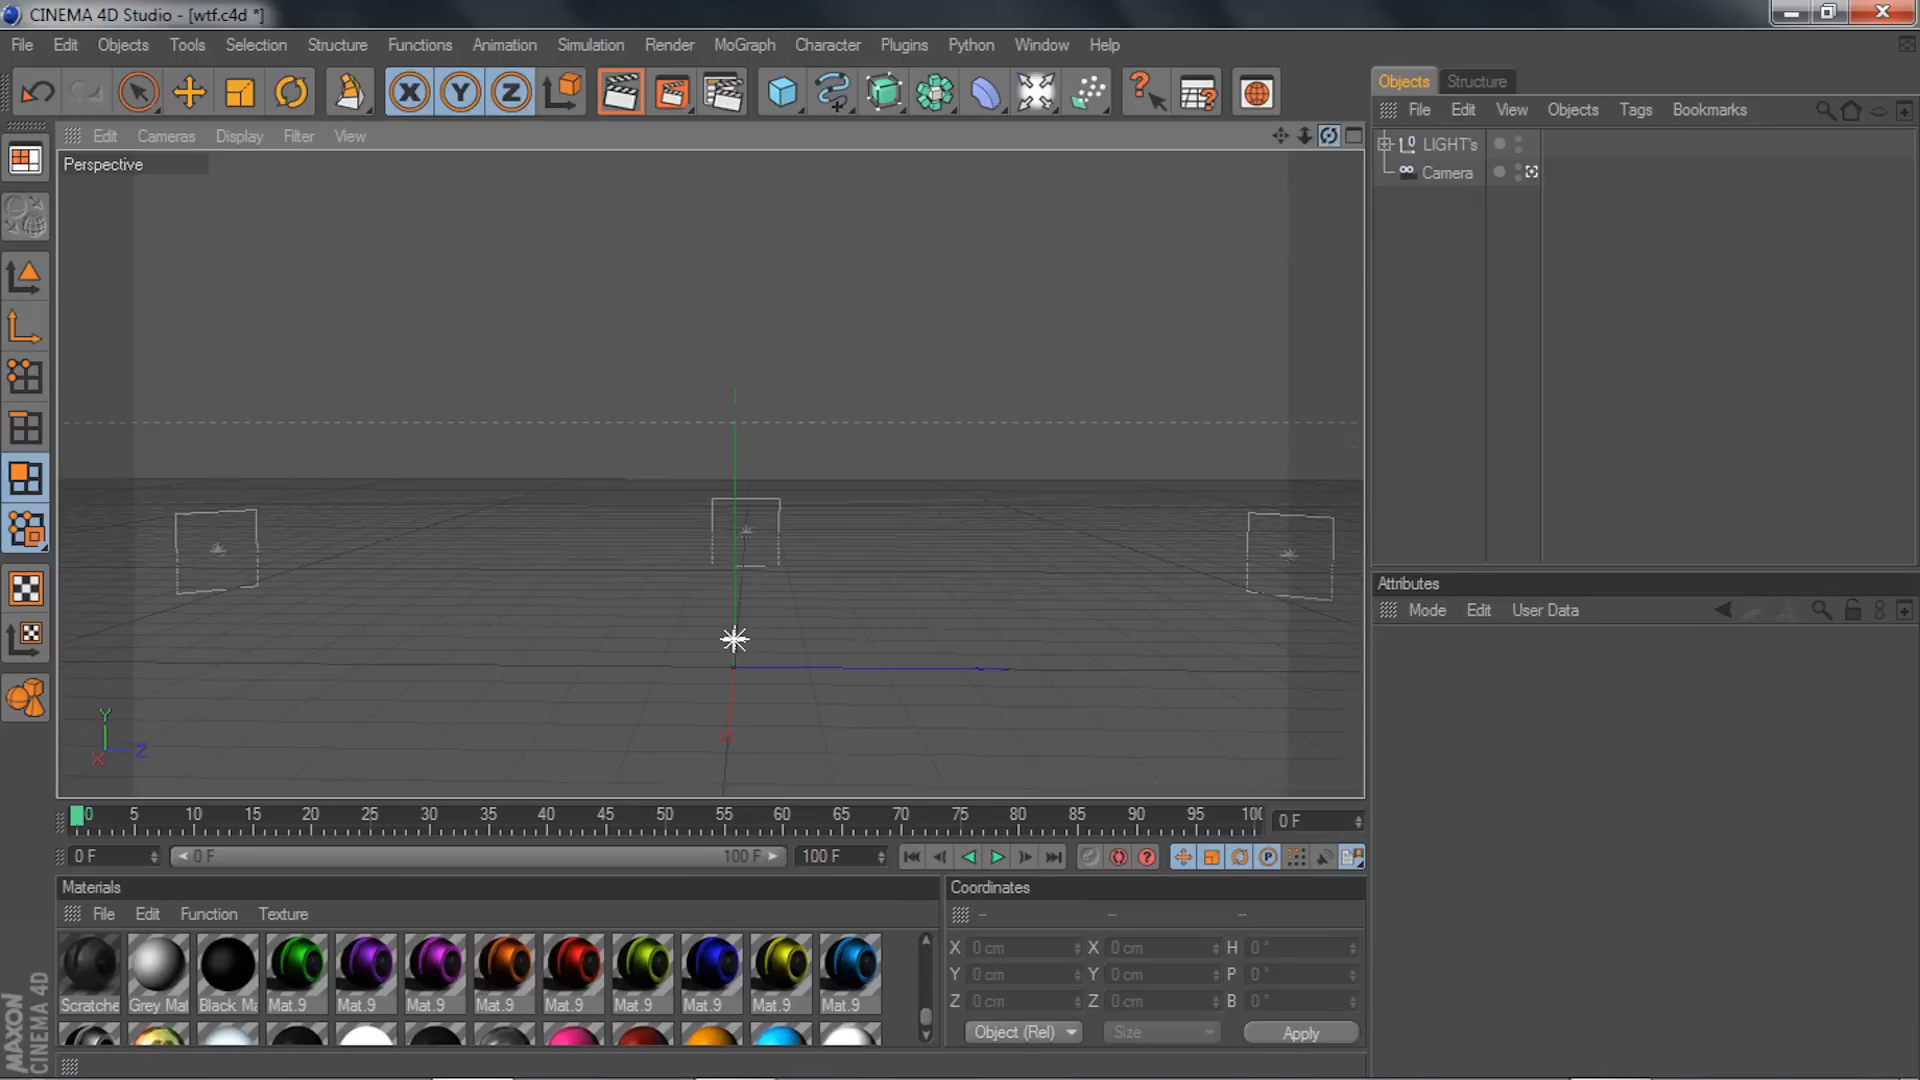 CINEMA 4D Studio - [wtf.c4d *]
File Edit Objects Tools Selection Structure Functions Animation Simulation Render MoGraph Character Plugins Python Window Help
X Y Z
Objects Structure
File Edit View Objects Tags Bookmarks
LIGHT's
Camera
Edit Cameras Display Filter View
Perspective
Y
X
Z
0 5 10 15 20 25 30 35 40 45 50 55 60 65 70 75 80 85 90 95 100
0 F
0 F
0 F
100 F
100 F
Attributes
Mode Edit User Data
Materials
File Edit Function Texture
Scratche Grey Mat Black Ma Mat.9 Mat.9 Mat.9 Mat.9 Mat.9 Mat.9 Mat.9 Mat.9 Mat.9
Coordinates
-- -- --
X 0 cm X 0 cm H 0 °
Y 0 cm Y 0 cm P 0 °
Z 0 cm Z 0 cm B 0 °
Object (Rel) Size Apply
MAXON
CINEMA 4D